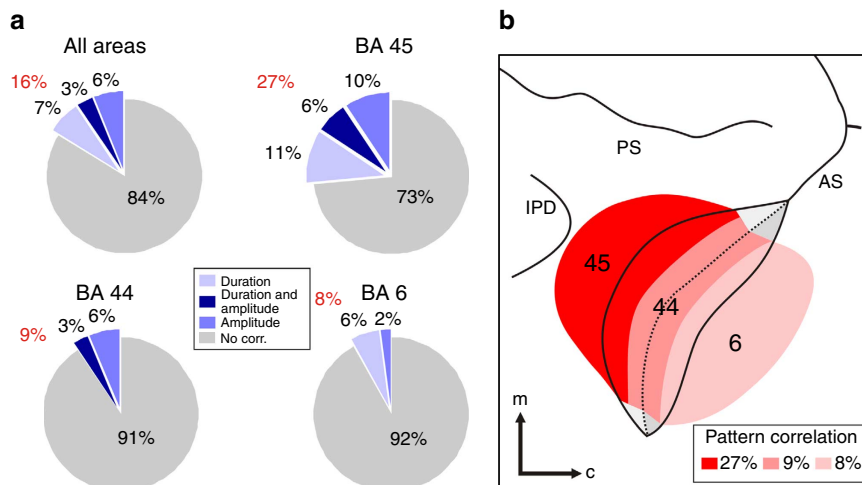 a
All areas
16%
7%
3%
6%
84%
BA 45
27%
11%
6%
10%
73%
BA 44
9%
3%
6%
91%
Duration
Duration and
amplitude
Amplitude
No corr.
BA 6
8%
6%
2%
92%
b
PS
AS
IPD
45
44
6
m
c
Pattern correlation
27% 9% 8%